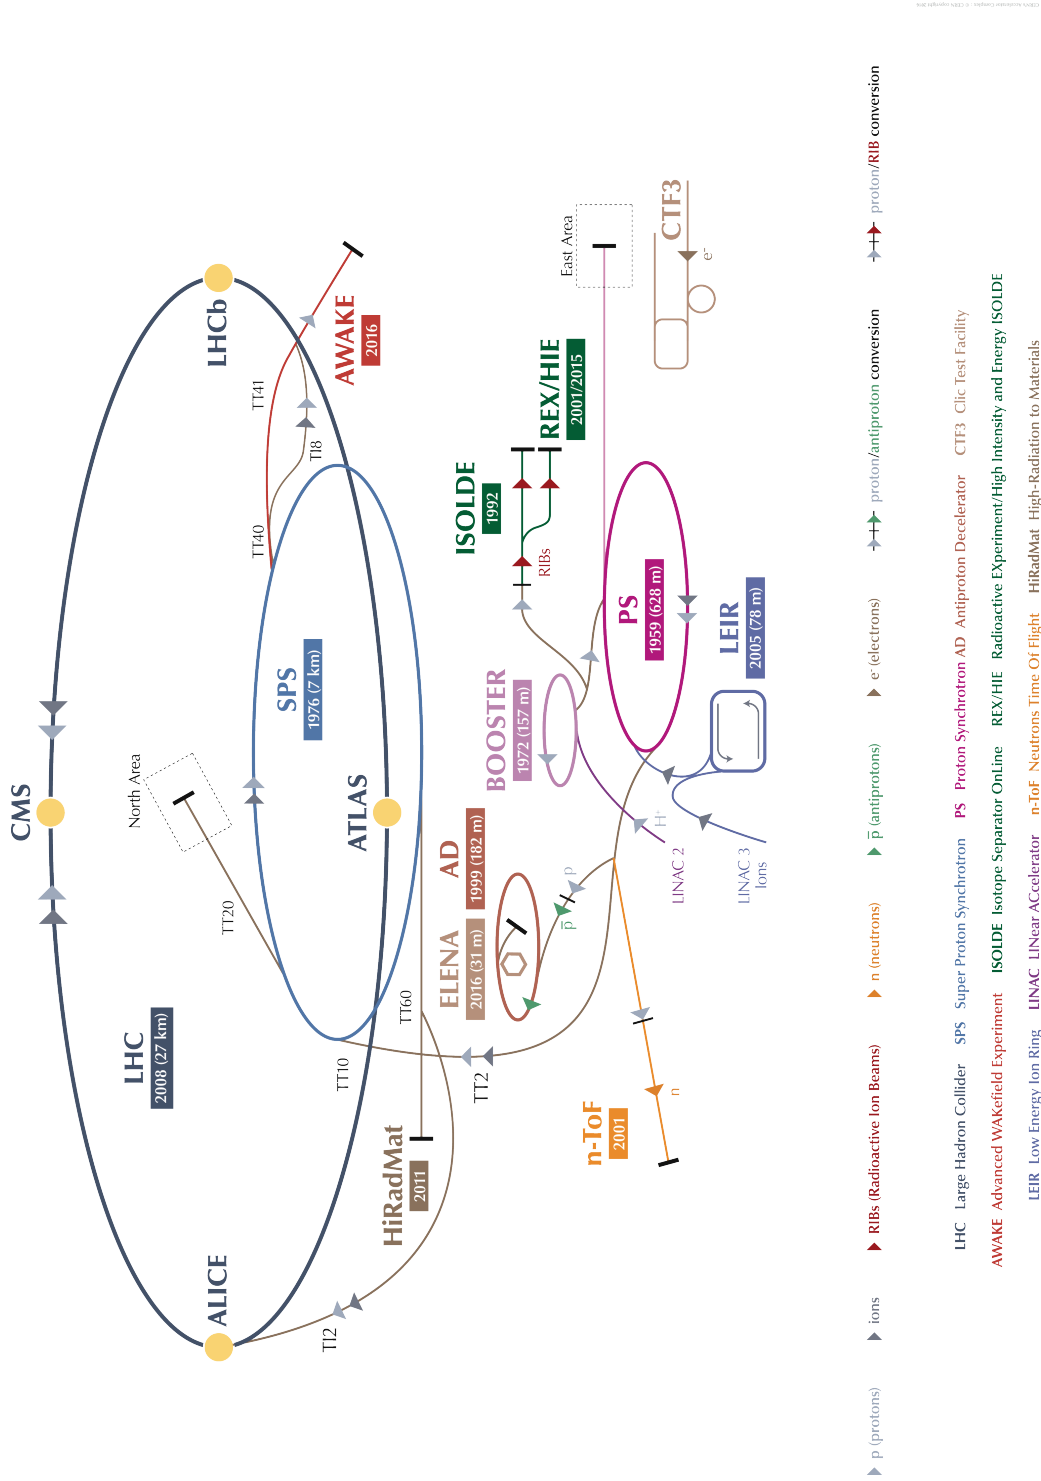 CMS
North Area
LHC
2008 (27 km)
ALICE
TT20
LHCb
TT40
TT41
SPS
1976 (7 km)
TI8
AWAKE
2016
TI2
TT10
ATLAS
HiRadMat
2011
TT60
ELENA
2016 (31 m)
AD
1999 (182 m)
TT2
BOOSTER
1972 (157 m)
ISOLDE
1992
REX/HIE
2001/2015
RIBs
East Area
p
p̅
n-ToF
2001
n
PS
1959 (628 m)
CTF3
e⁻
H⁺
LINAC 2
LEIR
2005 (78 m)
LINAC 3
Ions
p (protons) ions RIBs (Radioactive Ion Beams) n (neutrons) p̅ (antiprotons) e⁻ (electrons) proton/antiproton conversion proton/RIB conversion
LHC Large Hadron Collider SPS Super Proton Synchrotron PS Proton Synchrotron AD Antiproton Decelerator CTF3 Clic Test Facility
AWAKE Advanced WAKefield Experiment ISOLDE Isotope Separator OnLine REX/HIE Radioactive EXperiment/High Intensity and Energy ISOLDE
LEIR Low Energy Ion Ring LINAC LINear ACcelerator n-ToF Neutrons Time Of Flight HiRadMat High-Radiation to Materials